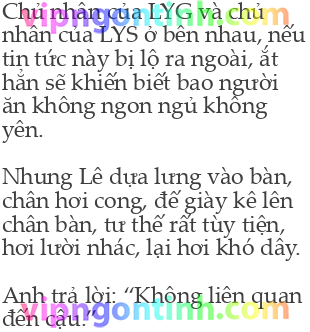 vipngontinh.com
Chủ nhân của LYG và chủ
nhân của LYS ở bên nhau, nếu
tin tức này bị lộ ra ngoài, ắt
hẳn sẽ khiến biết bao người
ăn không ngon ngủ không
yên.
Nhung Lê dựa lưng vào bàn,
chân hơi cong, đế giày kê lên
chân bàn, tư thế rất tùy tiện,
hơi lười nhác, lại hơi khó dây.
Anh trả lời: “Không liên quan
vipngontinh.com
đến cậu.”